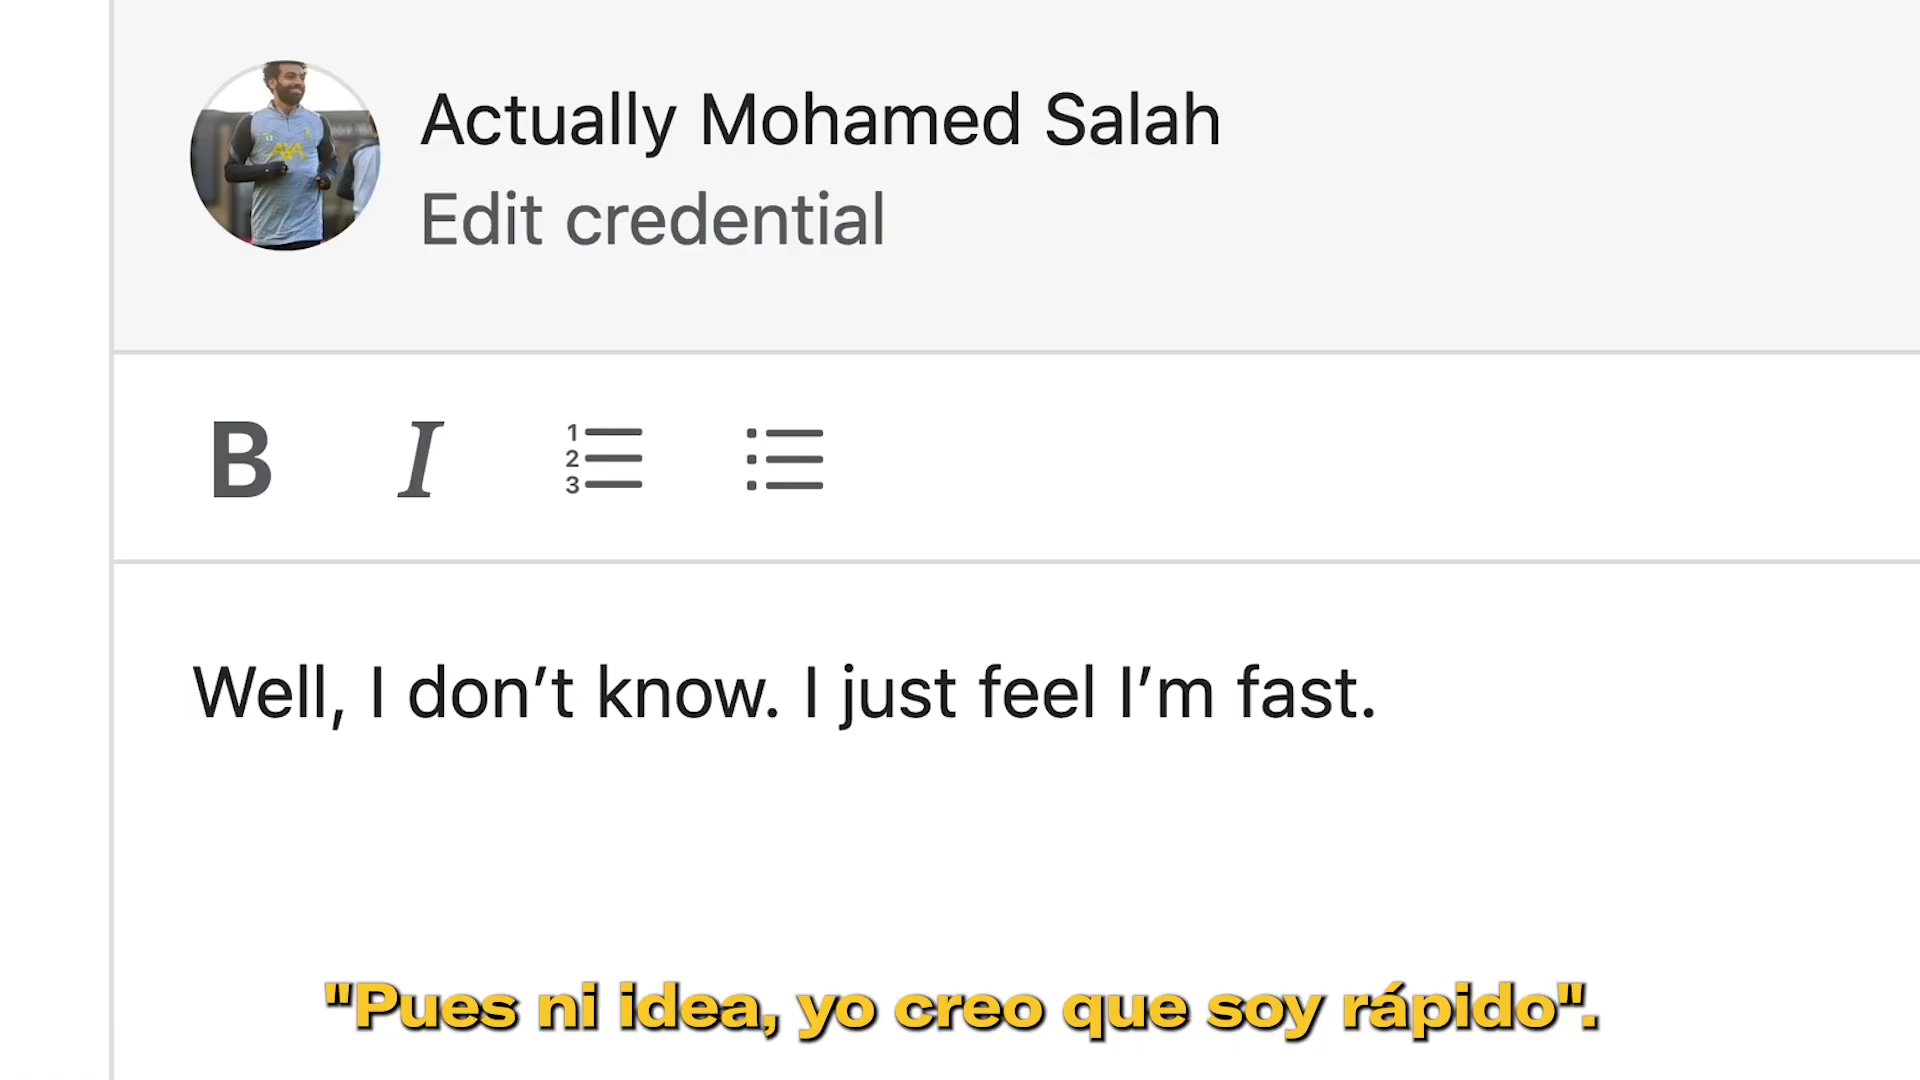 Actually Mohamed Salah
Edit credential
AXA
B I
1
2
3
Well, I don’t know. I just feel I’m fast.
"Pues ni idea, yo creo que soy rápido".